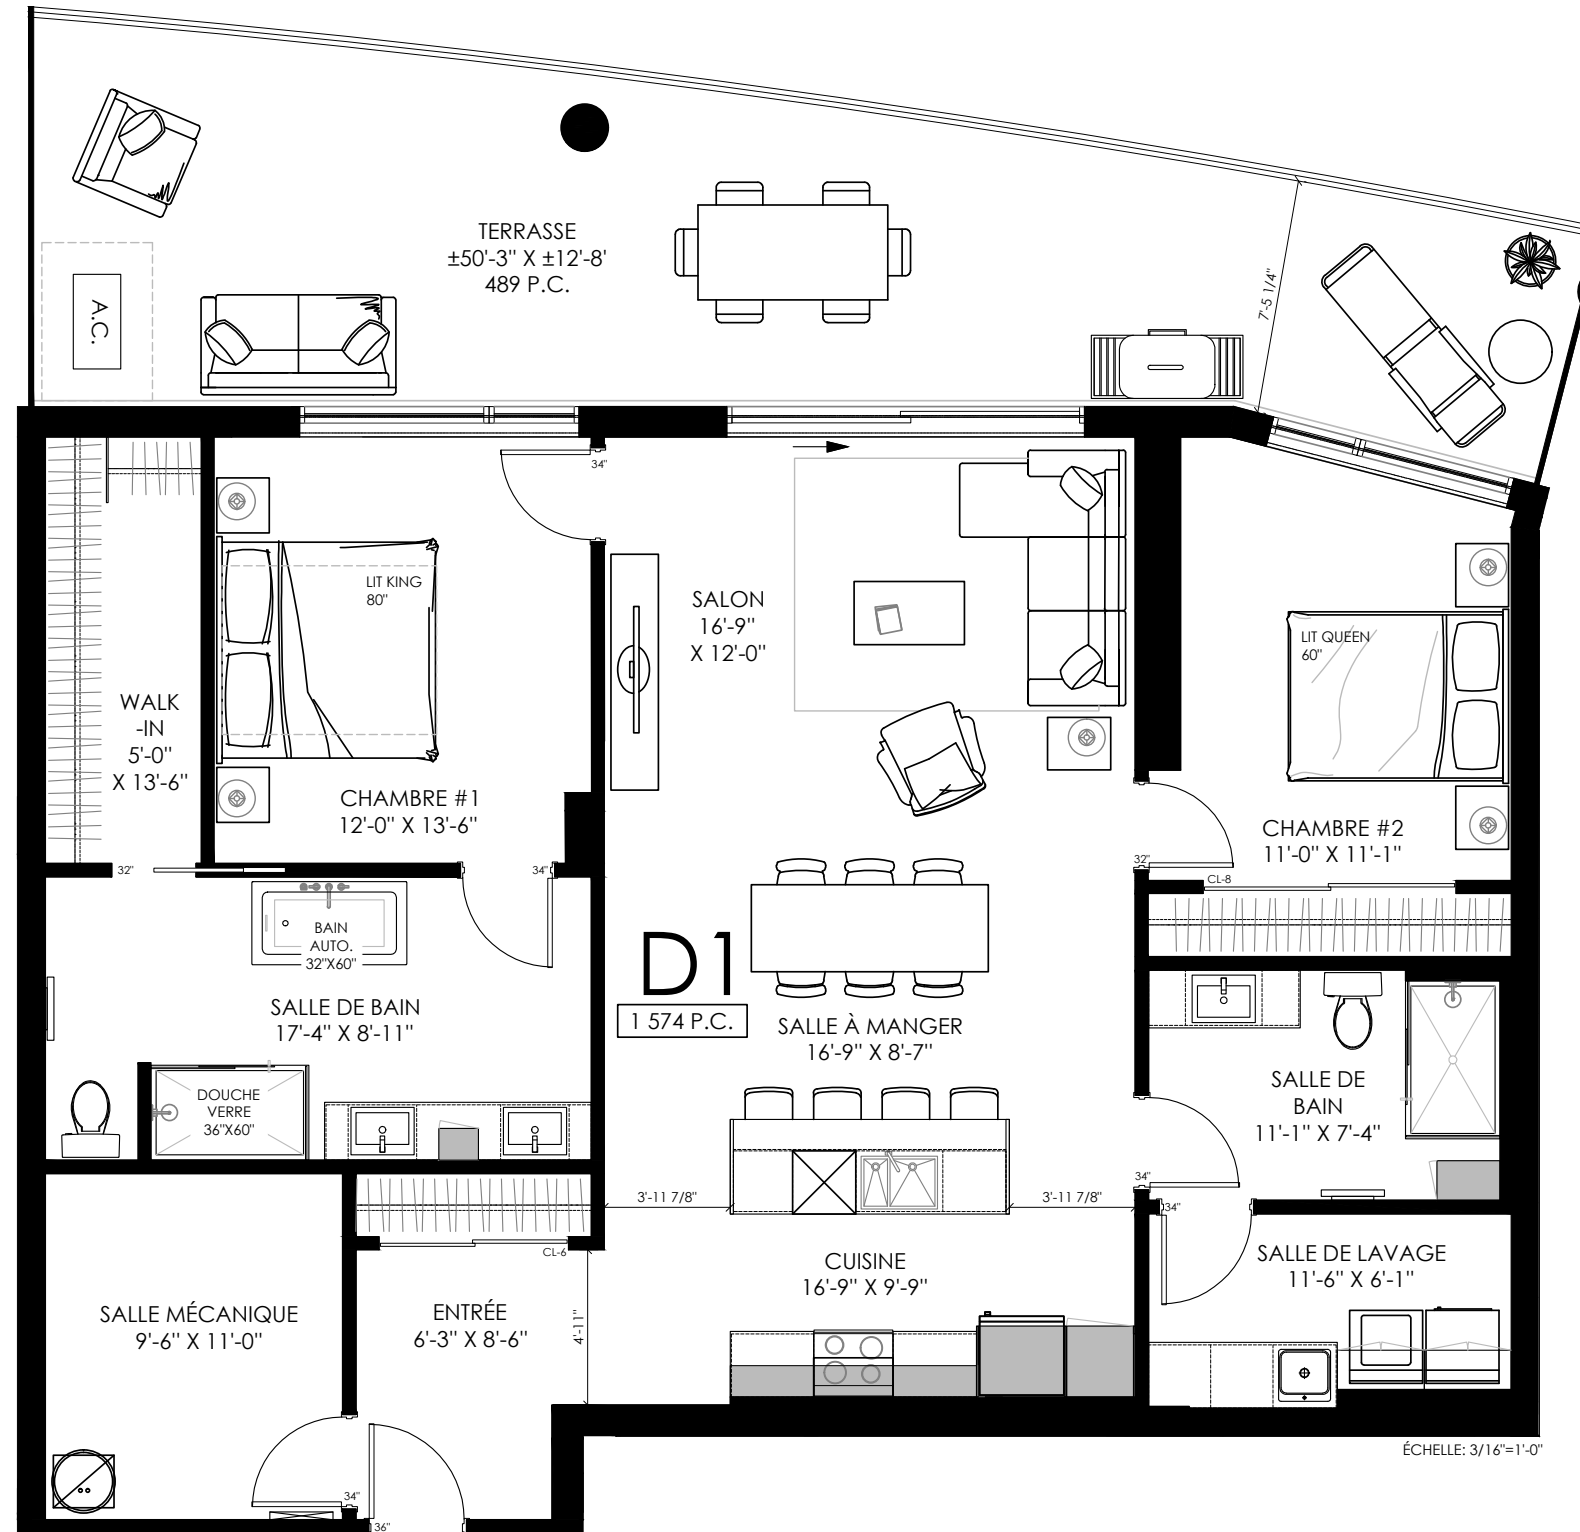 TERRASSE
±50'-3" X ±12'-8'
489 P.C.
7'-5 1/4"
A.C.
34"
LIT KING
80"
SALON
16'-9"
X 12'-0"
LIT QUEEN
60"
WALK
-IN
5'-0"
X 13'-6"
CHAMBRE #1
12'-0" X 13'-6"
CHAMBRE #2
11'-0" X 11'-1"
32"
34"
32"
CL-8
BAIN
AUTO.
32"X60"
D1
1 574 P.C.
SALLE DE BAIN
17'-4" X 8'-11"
SALLE À MANGER
16'-9" X 8'-7"
DOUCHE
VERRE
36"X60"
SALLE DE
BAIN
11'-1" X 7'-4"
34"
3'-11 7/8"
3'-11 7/8"
34"
CL-6
CUISINE
16'-9" X 9'-9"
SALLE DE LAVAGE
11'-6" X 6'-1"
SALLE MÉCANIQUE
9'-6" X 11'-0"
ENTRÉE
6'-3" X 8'-6"
4'-11"
34"
36"
ÉCHELLE: 3/16"=1'-0"